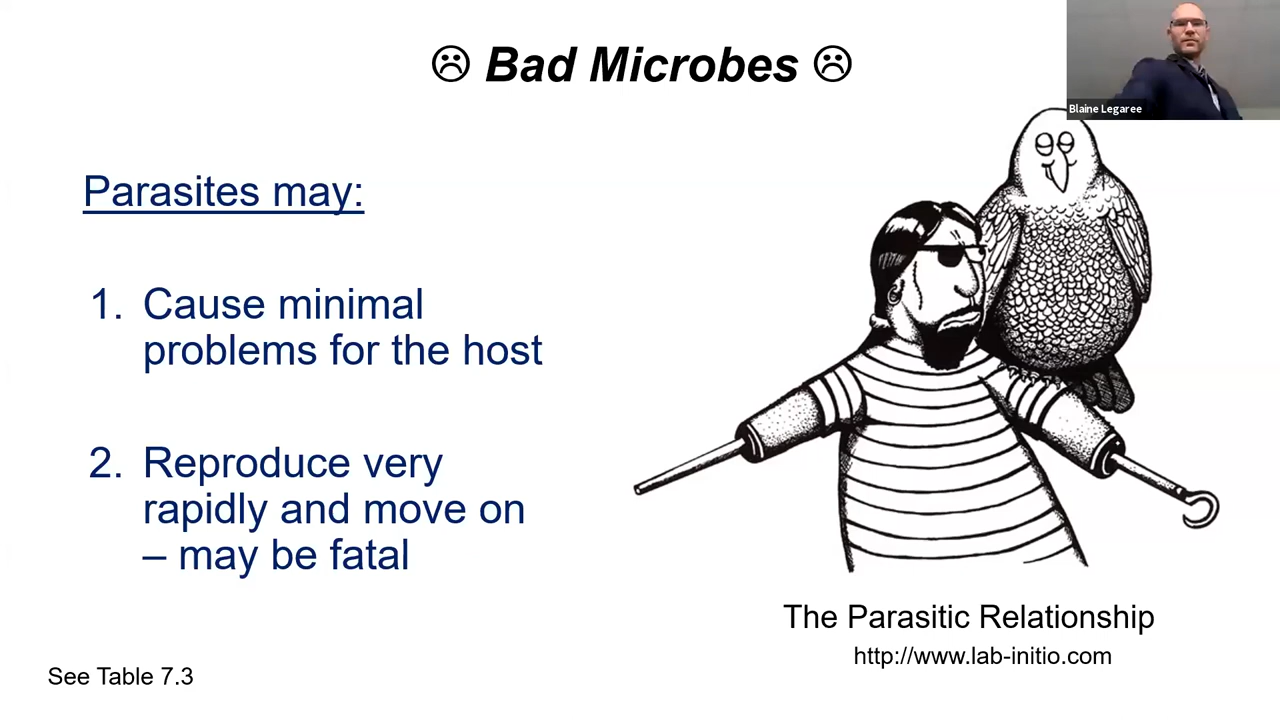 ☹ Bad Microbes ☹
Blaine Legaree
Parasites may:
1. Cause minimal
problems for the host
2. Reproduce very
rapidly and move on
– may be fatal
The Parasitic Relationship
http://www.lab-initio.com
See Table 7.3